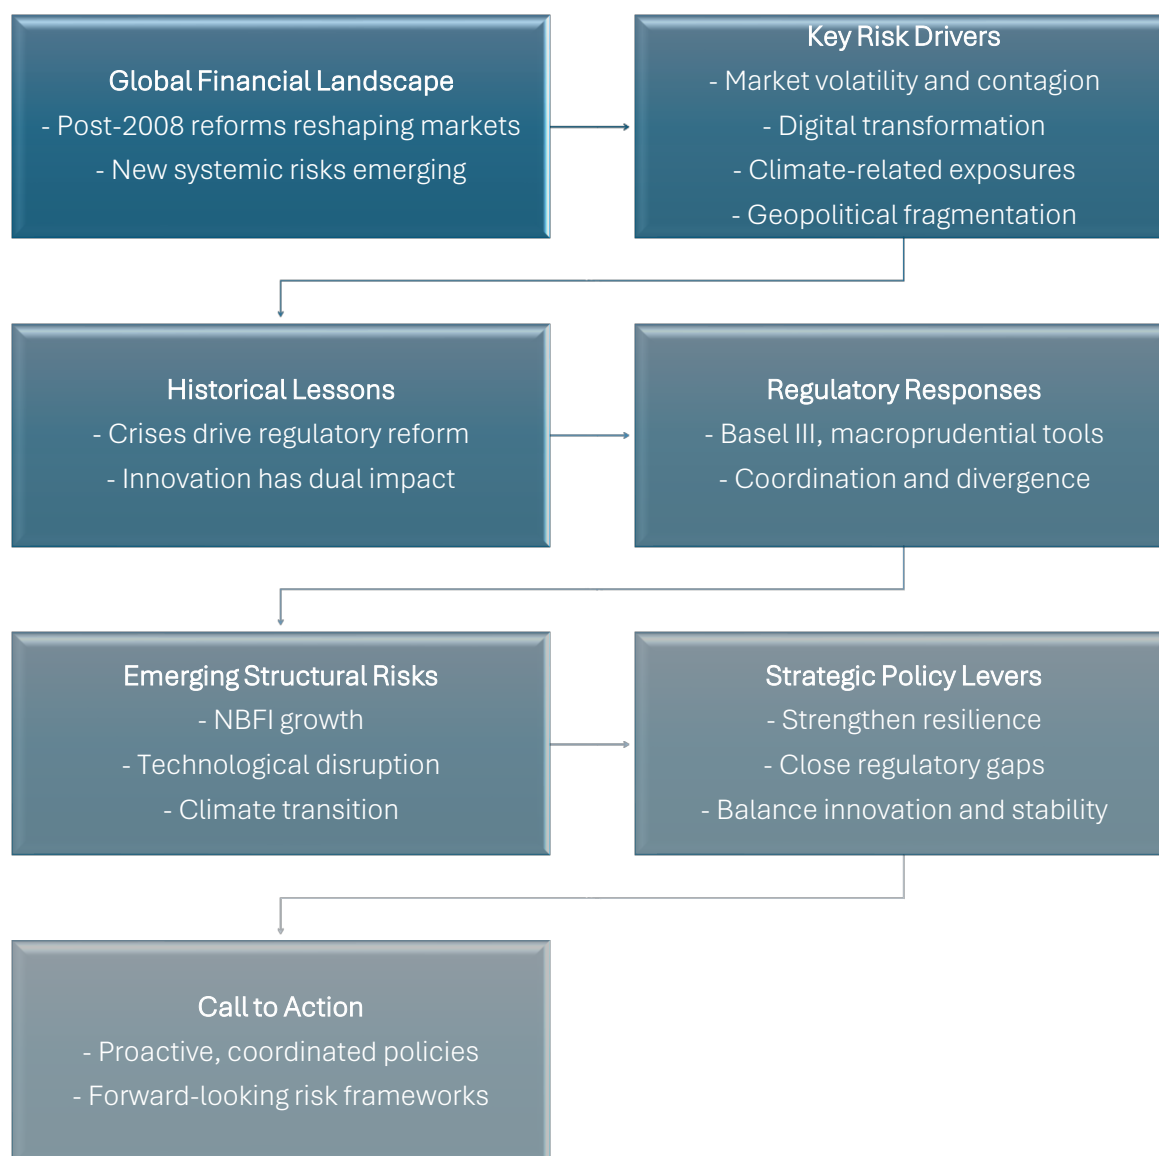 Global Financial Landscape
- Post-2008 reforms reshaping markets
- New systemic risks emerging
Key Risk Drivers
- Market volatility and contagion
- Digital transformation
- Climate-related exposures
- Geopolitical fragmentation
Historical Lessons
- Crises drive regulatory reform
- Innovation has dual impact
Regulatory Responses
- Basel III, macroprudential tools
- Coordination and divergence
Emerging Structural Risks
- NBFI growth
- Technological disruption
- Climate transition
Strategic Policy Levers
- Strengthen resilience
- Close regulatory gaps
- Balance innovation and stability
Call to Action
- Proactive, coordinated policies
- Forward-looking risk frameworks